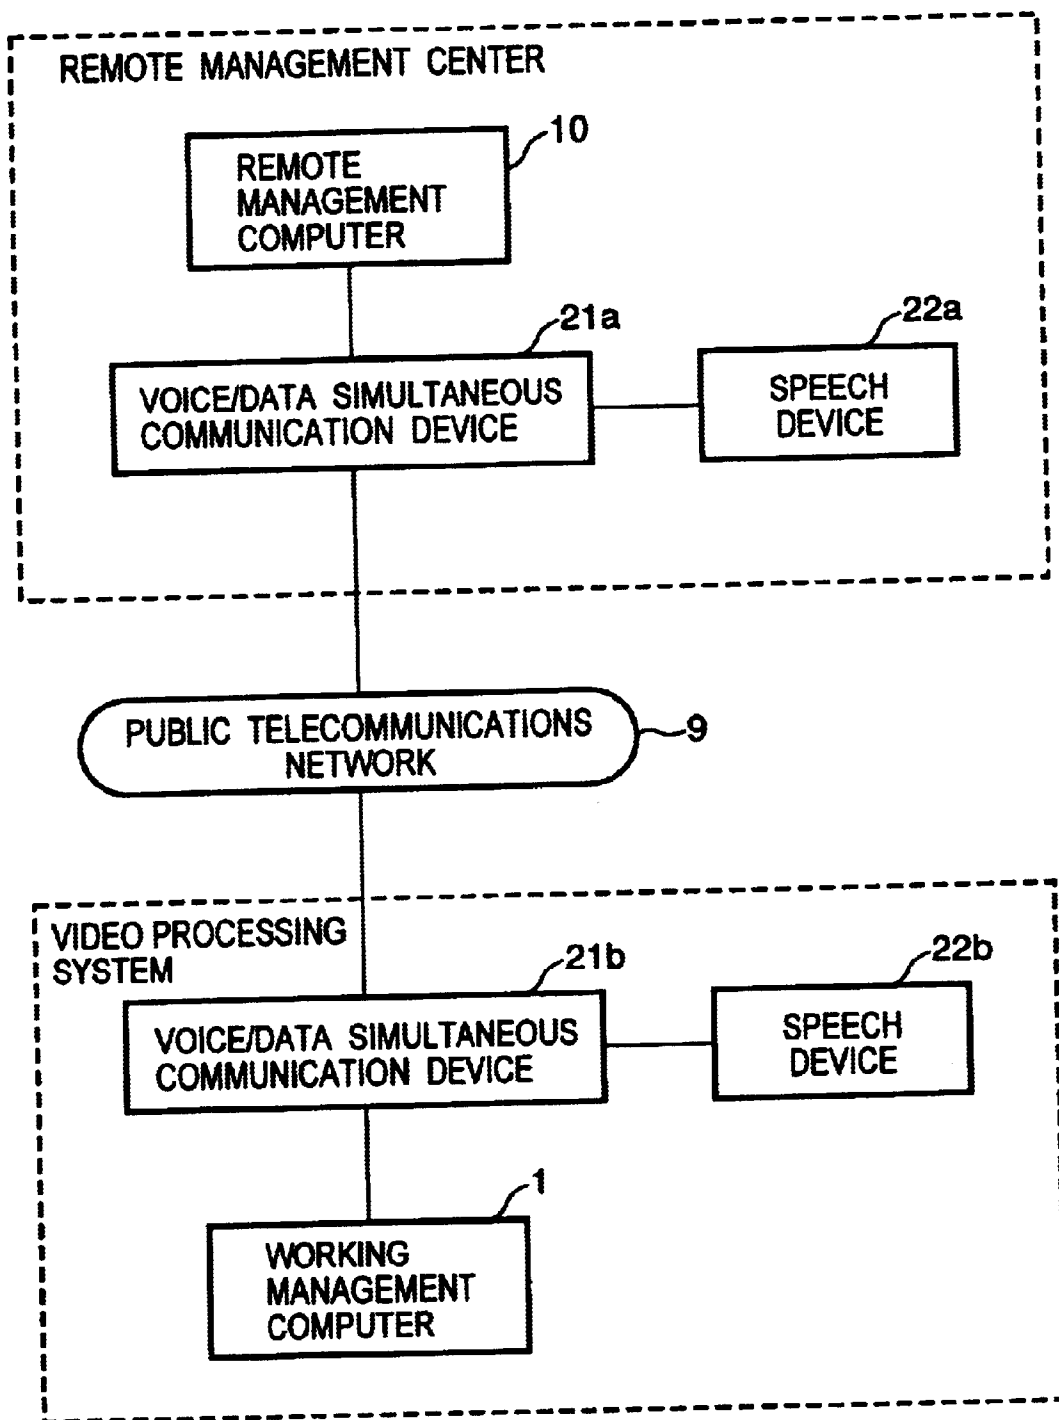 REMOTE MANAGEMENT CENTER
10
REMOTE
MANAGEMENT
COMPUTER
21a
22a
VOICE/DATA SIMULTANEOUS
COMMUNICATION DEVICE
SPEECH
DEVICE
PUBLIC TELECOMMUNICATIONS
NETWORK
9
VIDEO PROCESSING
SYSTEM
21b
22b
VOICE/DATA SIMULTANEOUS
COMMUNICATION DEVICE
SPEECH
DEVICE
1
WORKING
MANAGEMENT
COMPUTER